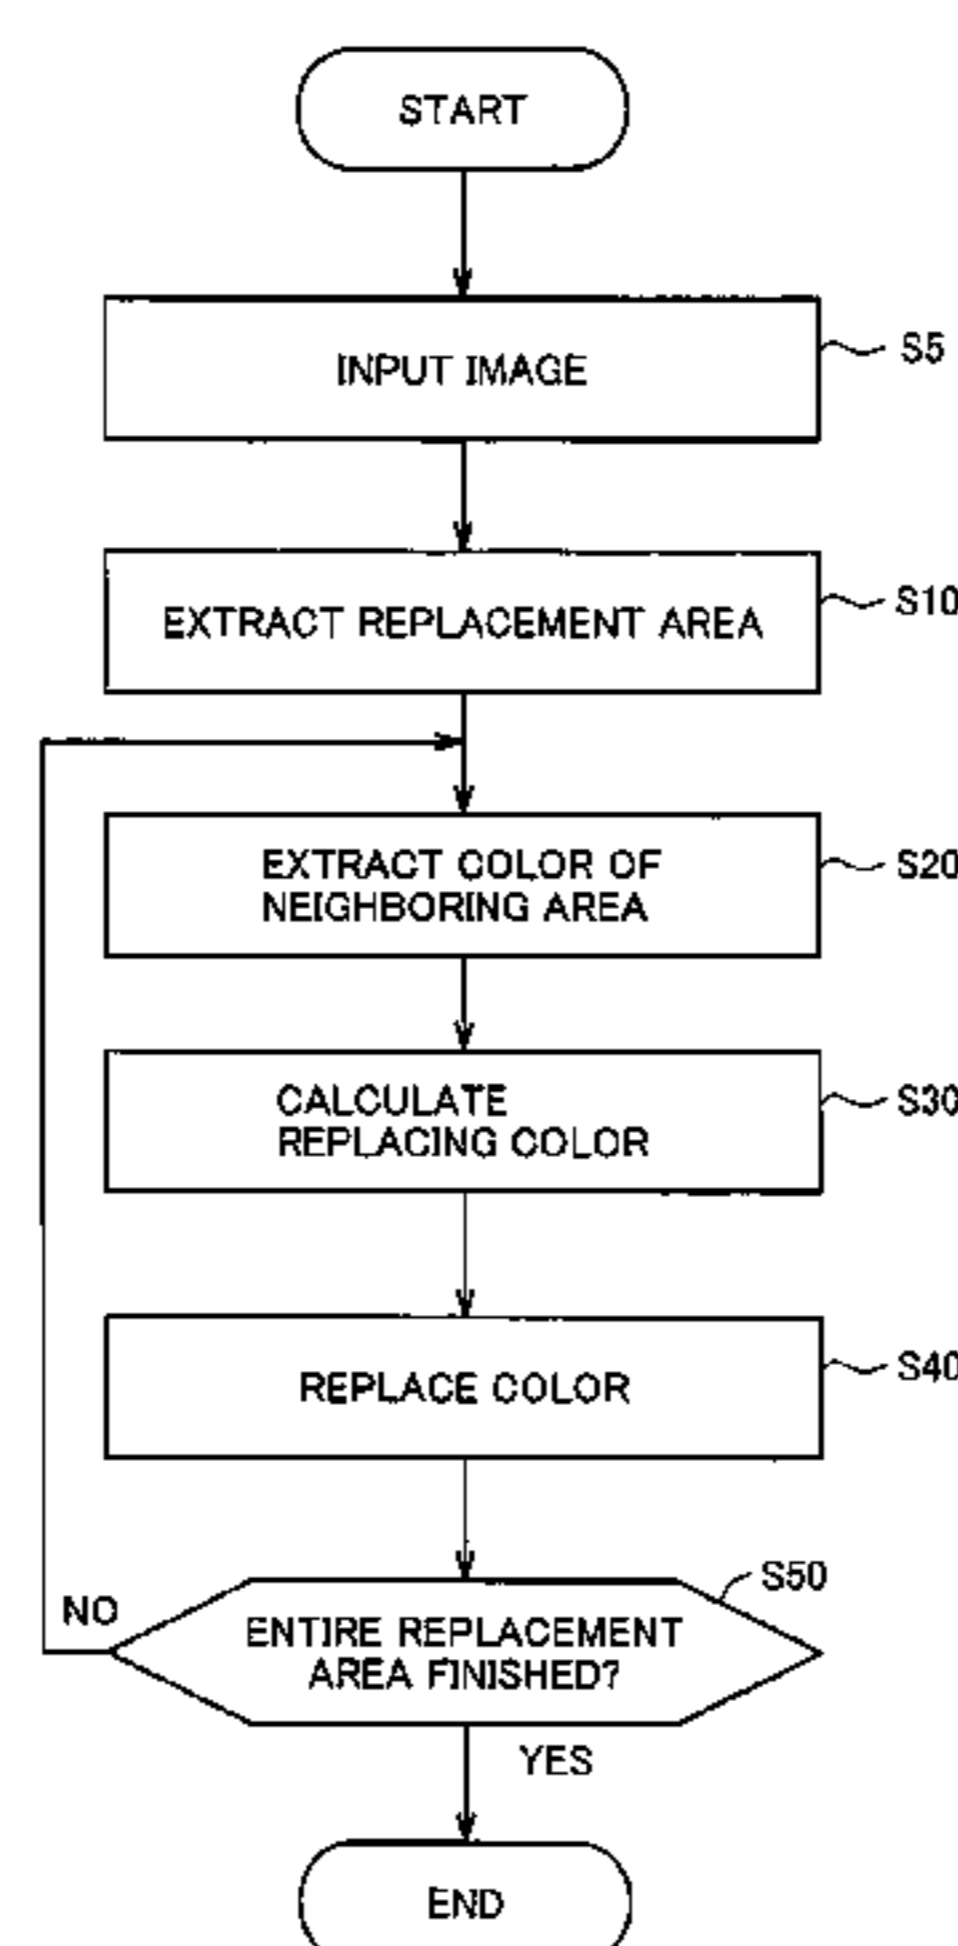 START
INPUT IMAGE
S5
EXTRACT REPLACEMENT AREA
S10
EXTRACT COLOR OF
NEIGHBORING AREA
S20
CALCULATE
REPLACING COLOR
S30
REPLACE COLOR
S40
S50
NO
ENTIRE REPLACEMENT
AREA FINISHED?
YES
END